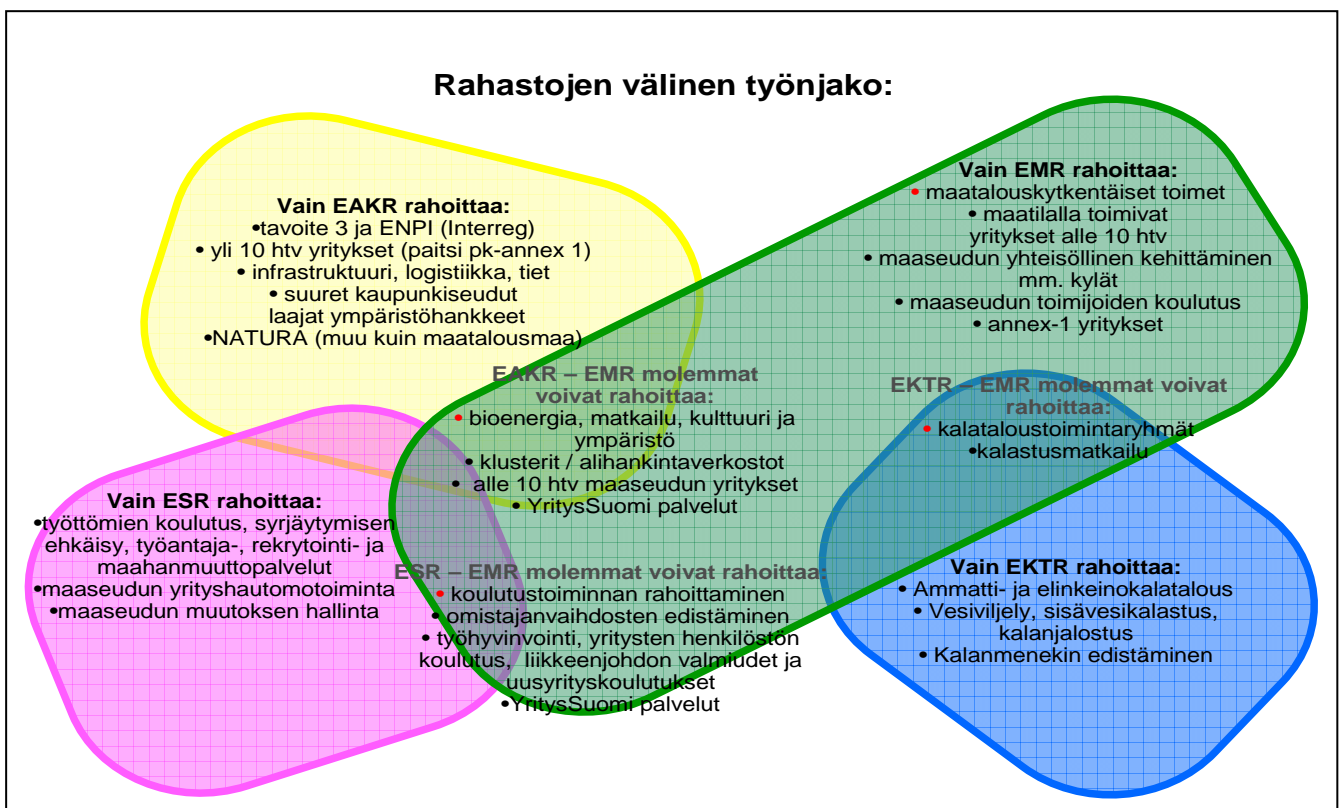 Rahastojen välinen työnjako:
Vain EAKR rahoittaa:
•tavoite 3 ja ENPI (Interreg)
• yli 10 htv yritykset (paitsi pk-annex 1)
• infrastruktuuri, logistiikka, tiet
• suuret kaupunkiseudut
laajat ympäristöhankkeet
•NATURA (muu kuin maatalousmaa)
Vain EMR rahoittaa:
• maatalouskytkentäiset toimet
• maatilalla toimivat
yritykset alle 10 htv
• maaseudun yhteisöllinen kehittäminen
mm. kylät
• maaseudun toimijoiden koulutus
• annex-1 yritykset
EAKR – EMR molemmat
voivat rahoittaa:
• bioenergia, matkailu, kulttuuri ja
ympäristö
• klusterit / alihankintaverkostot
• alle 10 htv maaseudun yritykset
• YritysSuomi palvelut
EKTR – EMR molemmat voivat
rahoittaa:
• kalataloustoimintaryhmät
•kalastusmatkailu
Vain ESR rahoittaa:
•työttömien koulutus, syrjäytymisen
ehkäisy, työantaja-, rekrytointi- ja
maahanmuuttopalvelut
•maaseudun yrityshautomotoiminta
•maaseudun muutoksen hallinta
ESR – EMR molemmat voivat rahoittaa:
• koulutustoiminnan rahoittaminen
• omistajanvaihdosten edistäminen
• työhyvinvointi, yritysten henkilöstön
koulutus, liikkeenjohdon valmiudet ja
uusyrityskoulutukset
•YritysSuomi palvelut
Vain EKTR rahoittaa:
• Ammatti- ja elinkeinokalatalous
• Vesiviljely, sisävesikalastus,
kalanjalostus
• Kalanmenekin edistäminen